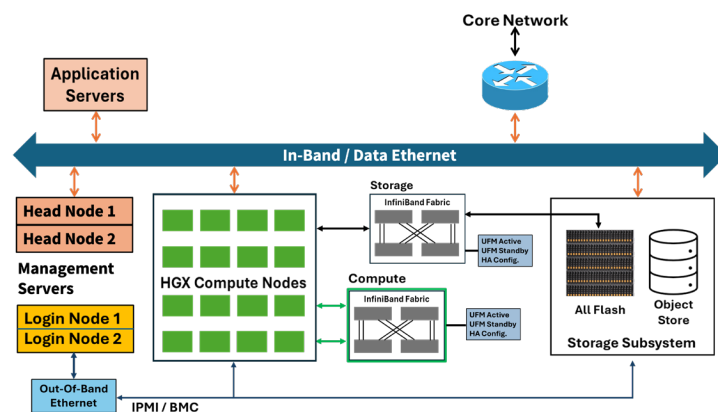 Core Network
Application
Servers
In-Band / Data Ethernet
Head Node 1
Head Node 2
Management
Servers
Login Node 1
Login Node 2
Out-Of-Band
Ethernet
IPMI / BMC
HGX Compute Nodes
Storage
InfiniBand Fabric
UFM Active
UFM Standby
HA Config.
Compute
InfiniBand Fabric
UFM Active
UFM Standby
HA Config.
All Flash
Object
Store
Storage Subsystem